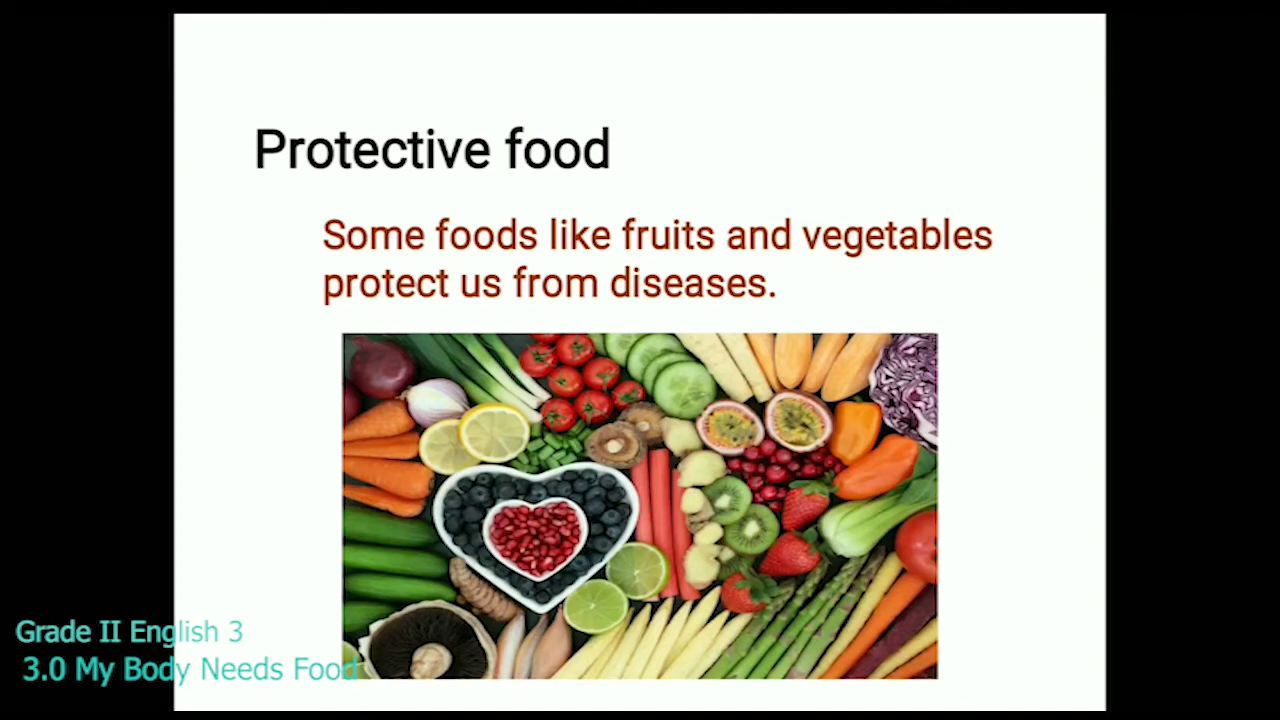 Protective food
Some foods like fruits and vegetables
protect us from diseases.
Grade II English 3
3.0 My Body Needs Food